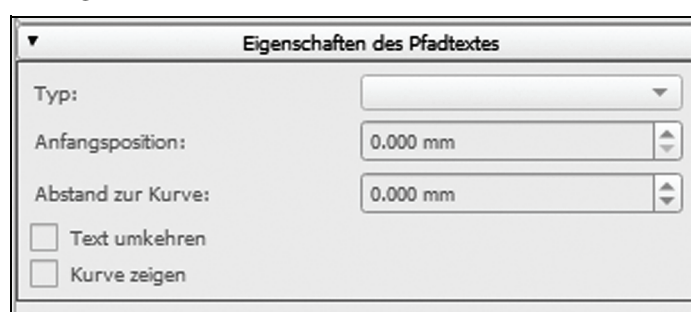 Eigenschaften des Pfadtextes
Typ:
Anfangsposition: 0.000 mm
Abstand zur Kurve: 0.000 mm
Text umkehren
Kurve zeigen